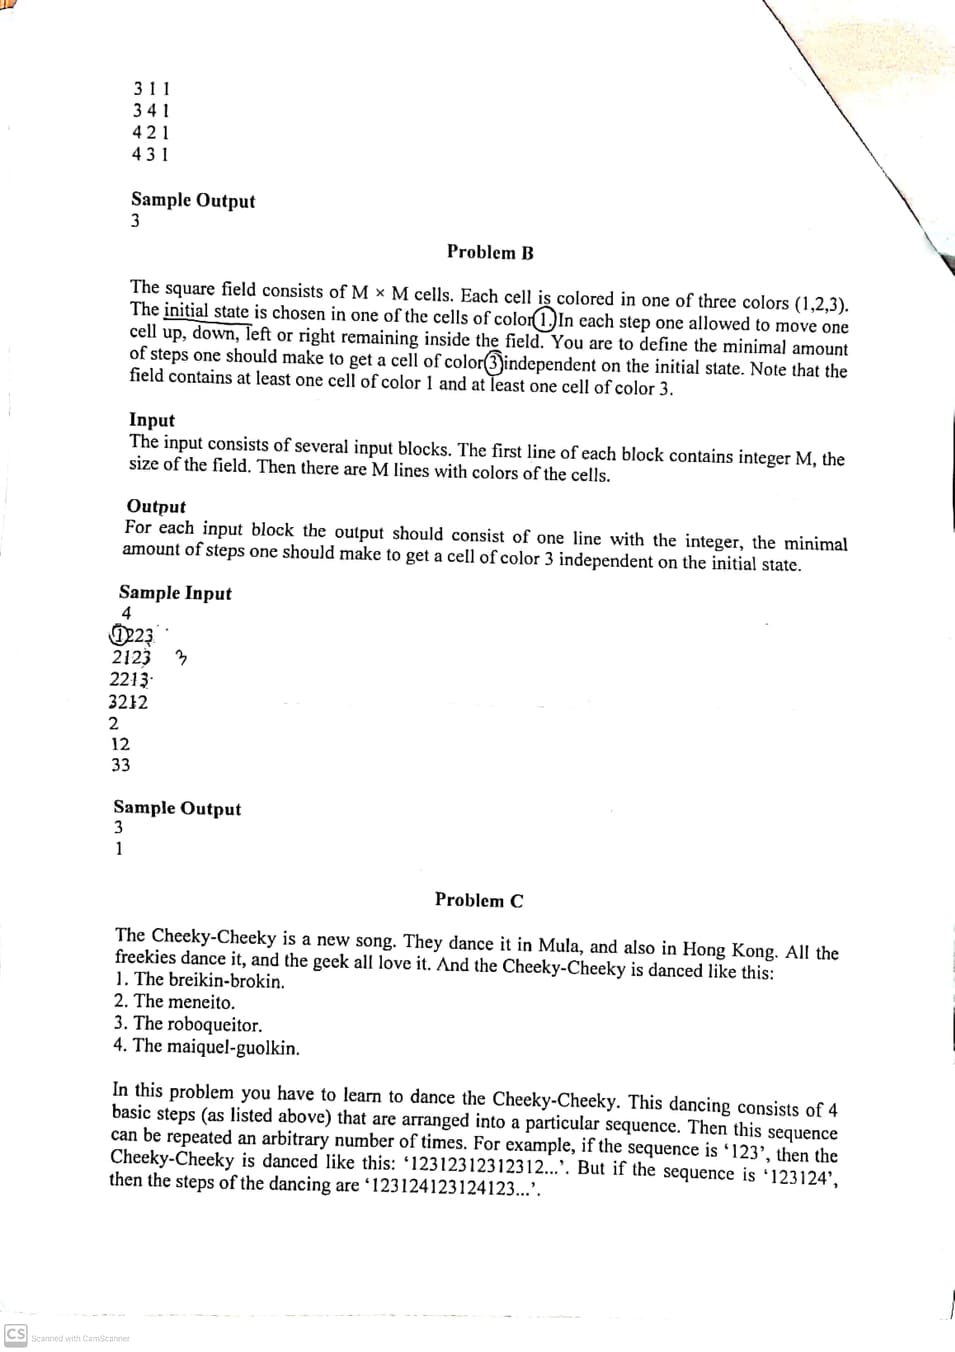 3 1 1
3 4 1
4 2 1
4 3 1
Sample Output
3
Problem B
The square field consists of M × M cells. Each cell is colored in one of three colors (1,2,3).
The initial state is chosen in one of the cells of color 1. In each step one allowed to move one
cell up, down, left or right remaining inside the field. You are to define the minimal amount
of steps one should make to get a cell of color 3 independent on the initial state. Note that the
field contains at least one cell of color 1 and at least one cell of color 3.
Input
The input consists of several input blocks. The first line of each block contains integer M, the
size of the field. Then there are M lines with colors of the cells.
Output
For each input block the output should consist of one line with the integer, the minimal
amount of steps one should make to get a cell of color 3 independent on the initial state.
Sample Input
4
1223
2123 3
2213
3212
2
12
33
Sample Output
3
1
Problem C
The Cheeky-Cheeky is a new song. They dance it in Mula, and also in Hong Kong. All the
freekies dance it, and the geek all love it. And the Cheeky-Cheeky is danced like this:
1. The breikin-brokin.
2. The meneito.
3. The roboqueitor.
4. The maiquel-guolkin.
In this problem you have to learn to dance the Cheeky-Cheeky. This dancing consists of 4
basic steps (as listed above) that are arranged into a particular sequence. Then this sequence
can be repeated an arbitrary number of times. For example, if the sequence is ‘123’, then the
Cheeky-Cheeky is danced like this: ‘12312312312312...’. But if the sequence is ‘123124’,
then the steps of the dancing are ‘123124123124123...’.
CS Scanned with CamScanner